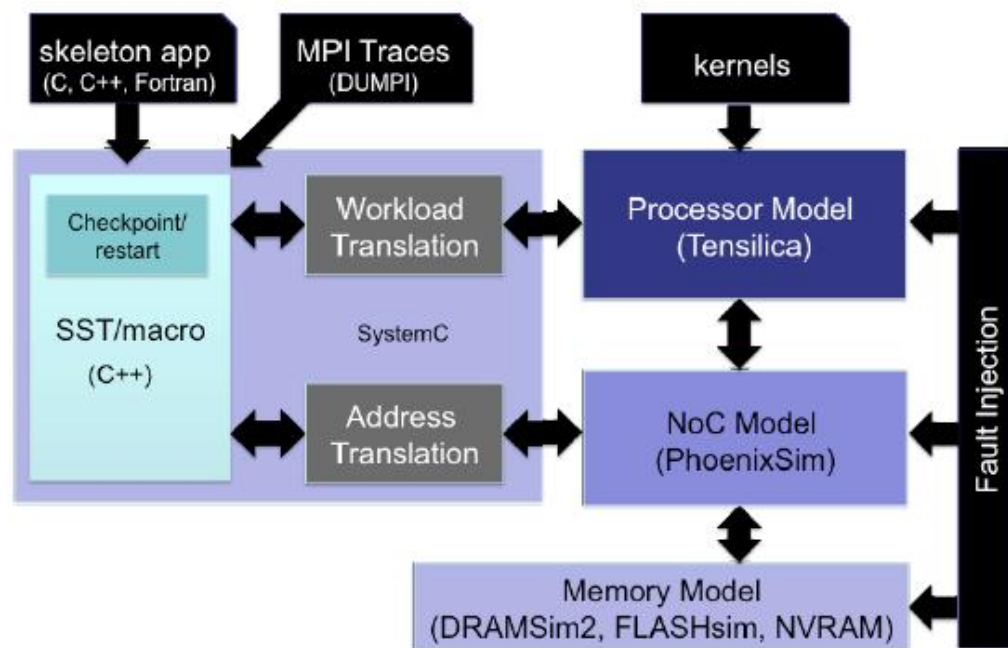 skeleton app
(C, C++, Fortran)
MPI Traces
(DUMPI)
kernels
Checkpoint/
restart
SST/macro
(C++)
Workload
Translation
SystemC
Address
Translation
Processor Model
(Tensilica)
NoC Model
(PhoenixSim)
Memory Model
(DRAMSim2, FLASHsim, NVRAM)
Fault Injection